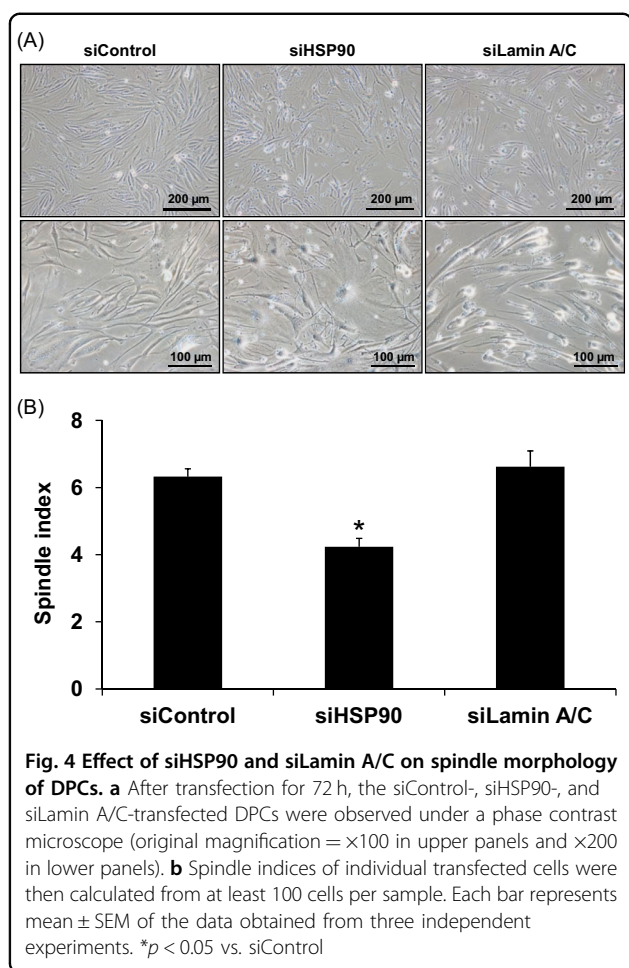 (A)
siControl siHSP90 siLamin A/C
200 µm 200 µm 200 µm
100 µm 100 µm 100 µm
(B)
8
6
4
2
0
Spindle index
*
siControl siHSP90 siLamin A/C
Fig. 4 Effect of siHSP90 and siLamin A/C on spindle morphology
of DPCs. a After transfection for 72 h, the siControl-, siHSP90-, and
siLamin A/C-transfected DPCs were observed under a phase contrast
microscope (original magnification = ×100 in upper panels and ×200
in lower panels). b Spindle indices of individual transfected cells were
then calculated from at least 100 cells per sample. Each bar represents
mean ± SEM of the data obtained from three independent
experiments. *p < 0.05 vs. siControl